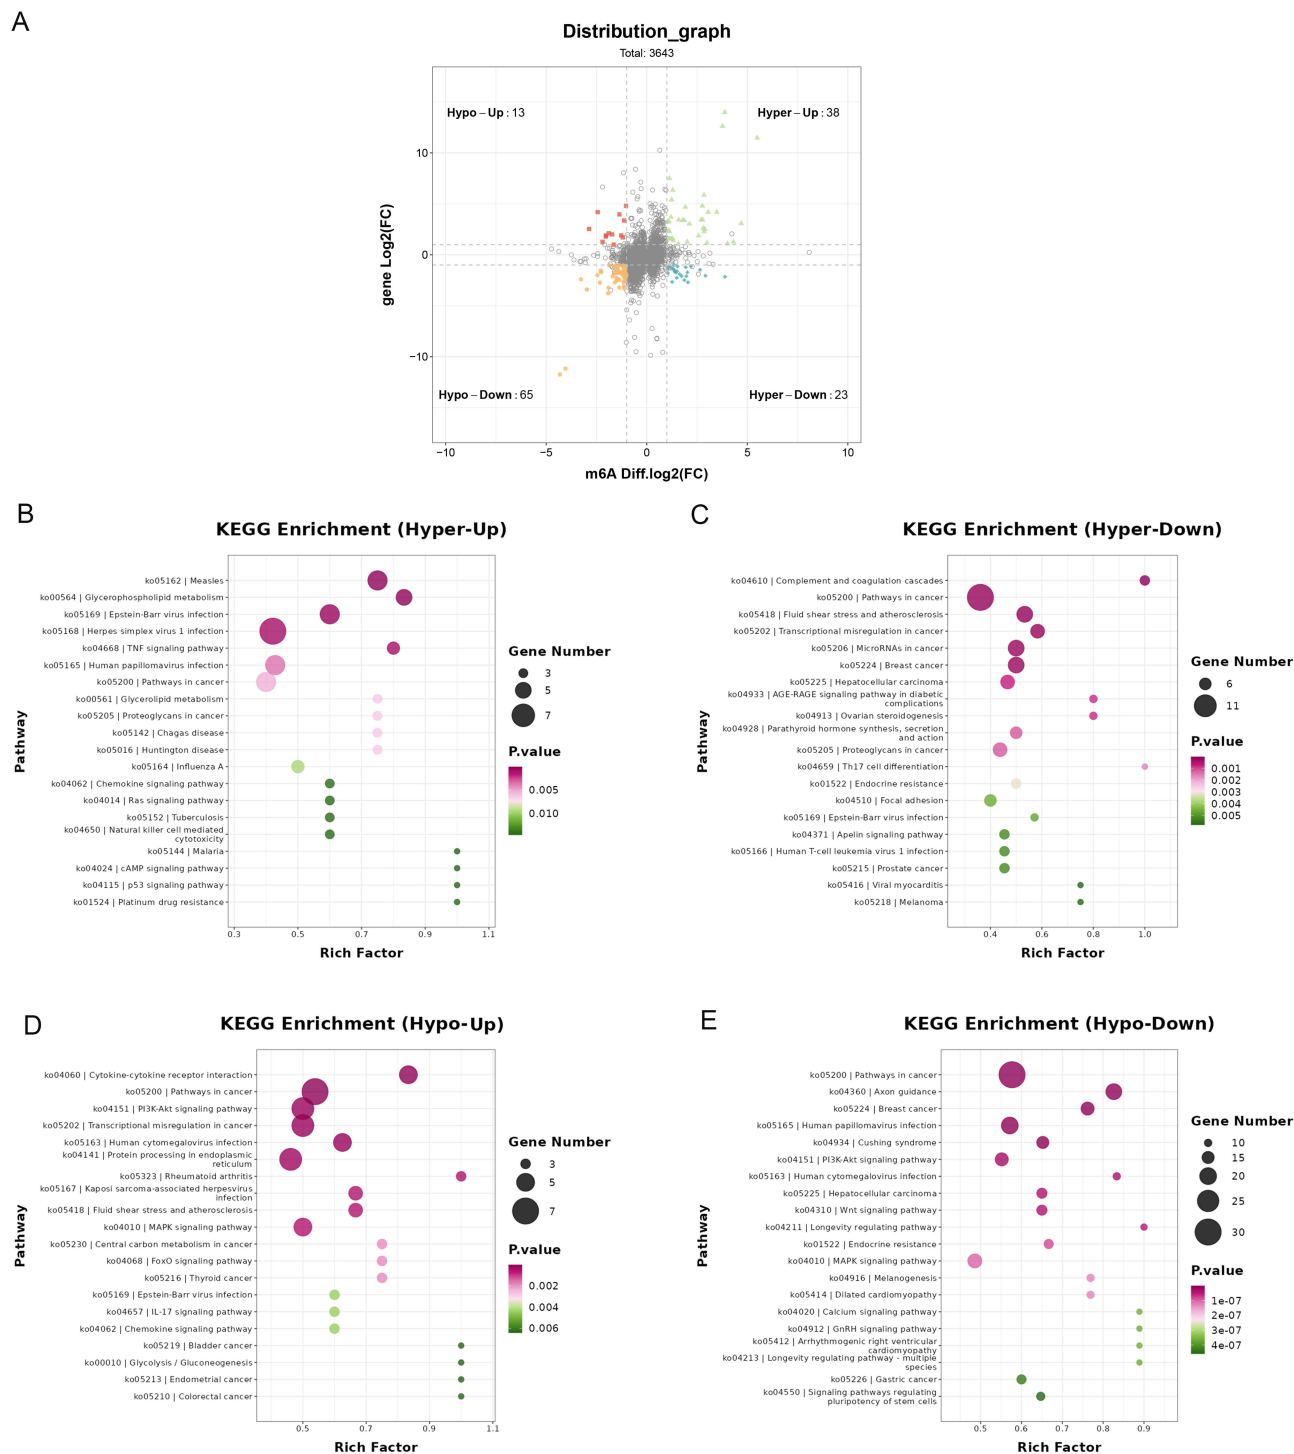 A
Distribution_graph
Total: 3643
Hypo – Up : 13
Hyper – Up : 38
Hypo – Down : 65
Hyper – Down : 23
10
0
−10
gene Log2(FC)
−10
−5
0
5
10
m6A Diff.log2(FC)
B
KEGG Enrichment (Hyper-Up)
Pathway
ko05162 | Measles
ko00564 | Glycerophospholipid metabolism
ko05169 | Epstein-Barr virus infection
ko05168 | Herpes simplex virus 1 infection
ko04668 | TNF signaling pathway
ko05165 | Human papillomavirus infection
ko05200 | Pathways in cancer
ko00561 | Glycerolipid metabolism
ko05205 | Proteoglycans in cancer
ko05142 | Chagas disease
ko05016 | Huntington disease
ko05164 | Influenza A
ko04062 | Chemokine signaling pathway
ko04014 | Ras signaling pathway
ko05152 | Tuberculosis
ko04650 | Natural killer cell mediated
cytotoxicity
ko05144 | Malaria
ko04024 | cAMP signaling pathway
ko04115 | p53 signaling pathway
ko01524 | Platinum drug resistance
0.3
0.5
0.7
0.9
1.1
Rich Factor
Gene Number
3
5
7
P.value
0.005
0.010
C
KEGG Enrichment (Hyper-Down)
Pathway
ko04610 | Complement and coagulation cascades
ko05200 | Pathways in cancer
ko05418 | Fluid shear stress and atherosclerosis
ko05202 | Transcriptional misregulation in cancer
ko05206 | MicroRNAs in cancer
ko05224 | Breast cancer
ko05225 | Hepatocellular carcinoma
ko04933 | AGE-RAGE signaling pathway in diabetic
complications
ko04913 | Ovarian steroidogenesis
ko04928 | Parathyroid hormone synthesis, secretion
and action
ko05205 | Proteoglycans in cancer
ko04659 | Th17 cell differentiation
ko01522 | Endocrine resistance
ko04510 | Focal adhesion
ko05169 | Epstein-Barr virus infection
ko04371 | Apelin signaling pathway
ko05166 | Human T-cell leukemia virus 1 infection
ko05215 | Prostate cancer
ko05416 | Viral myocarditis
ko05218 | Melanoma
0.4
0.6
0.8
1.0
Rich Factor
Gene Number
6
11
P.value
0.001
0.002
0.003
0.004
0.005
D
KEGG Enrichment (Hypo-Up)
Pathway
ko04060 | Cytokine-cytokine receptor interaction
ko05200 | Pathways in cancer
ko04151 | PI3K-Akt signaling pathway
ko05202 | Transcriptional misregulation in cancer
ko05163 | Human cytomegalovirus infection
ko04141 | Protein processing in endoplasmic
reticulum
ko05323 | Rheumatoid arthritis
ko05167 | Kaposi sarcoma-associated herpesvirus
infection
ko05418 | Fluid shear stress and atherosclerosis
ko04010 | MAPK signaling pathway
ko05230 | Central carbon metabolism in cancer
ko04068 | FoxO signaling pathway
ko05216 | Thyroid cancer
ko05169 | Epstein-Barr virus infection
ko04657 | IL-17 signaling pathway
ko04062 | Chemokine signaling pathway
ko05219 | Bladder cancer
ko00010 | Glycolysis / Gluconeogenesis
ko05213 | Endometrial cancer
ko05210 | Colorectal cancer
0.5
0.7
0.9
1.1
Rich Factor
Gene Number
3
5
7
P.value
0.002
0.004
0.006
E
KEGG Enrichment (Hypo-Down)
Pathway
ko05200 | Pathways in cancer
ko04360 | Axon guidance
ko05224 | Breast cancer
ko05165 | Human papillomavirus infection
ko04934 | Cushing syndrome
ko04151 | PI3K-Akt signaling pathway
ko05163 | Human cytomegalovirus infection
ko05225 | Hepatocellular carcinoma
ko04310 | Wnt signaling pathway
ko04211 | Longevity regulating pathway
ko01522 | Endocrine resistance
ko04010 | MAPK signaling pathway
ko04916 | Melanogenesis
ko05414 | Dilated cardiomyopathy
ko04020 | Calcium signaling pathway
ko04912 | GnRH signaling pathway
ko05412 | Arrhythmogenic right ventricular
cardiomyopathy
ko04213 | Longevity regulating pathway - multiple
species
ko05226 | Gastric cancer
ko04550 | Signaling pathways regulating
pluripotency of stem cells
0.5
0.6
0.7
0.8
0.9
Rich Factor
Gene Number
10
15
20
25
30
P.value
1e-07
2e-07
3e-07
4e-07